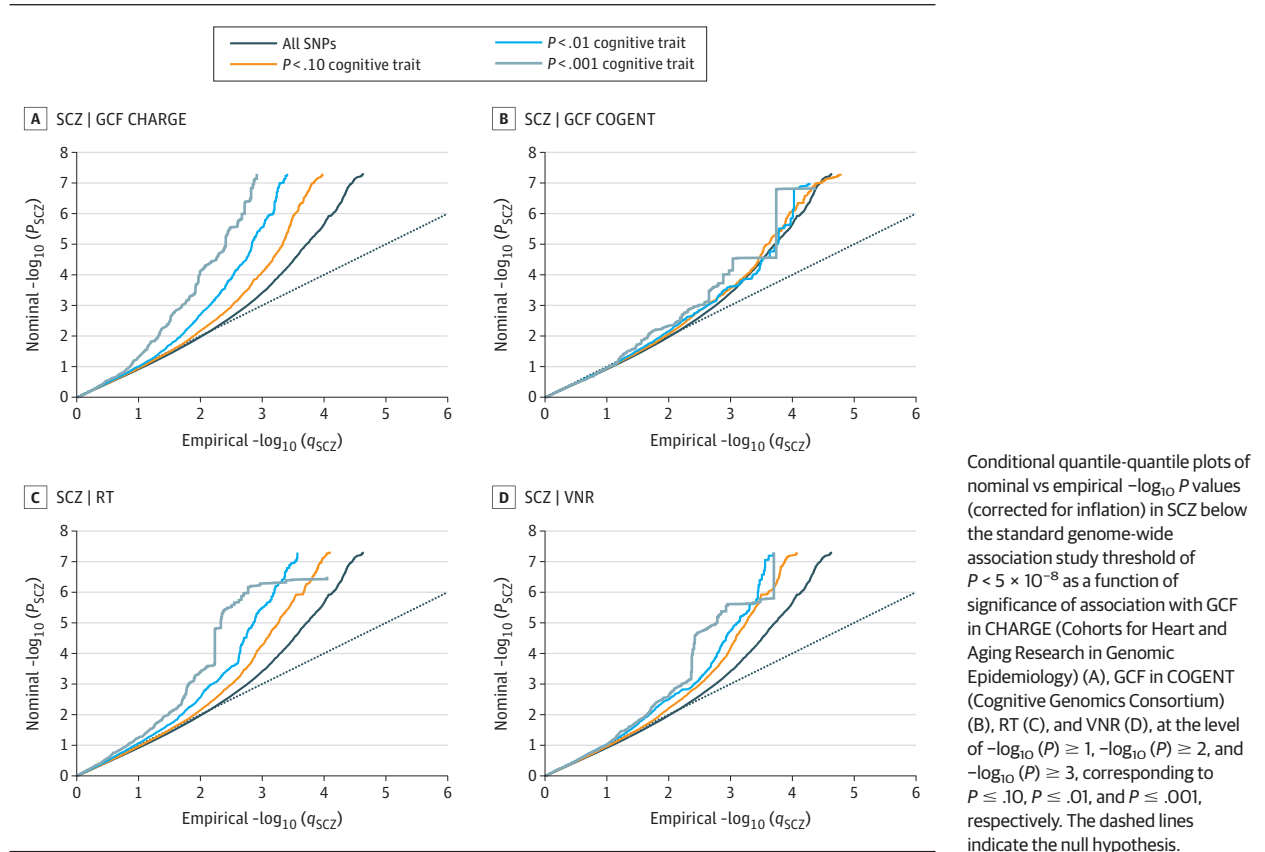 All SNPs
P < .10 cognitive trait
P < .01 cognitive trait
P < .001 cognitive trait
A SCZ | GCF CHARGE
8
7
6
5
4
3
2
1
0
Nominal -log10 (PSCZ)
0 1 2 3 4 5 6
Empirical -log10 (qSCZ)
B SCZ | GCF COGENT
8
7
6
5
4
3
2
1
0
Nominal -log10 (PSCZ)
0 1 2 3 4 5 6
Empirical -log10 (qSCZ)
C SCZ | RT
8
7
6
5
4
3
2
1
0
Nominal -log10 (PSCZ)
0 1 2 3 4 5 6
Empirical -log10 (qSCZ)
D SCZ | VNR
8
7
6
5
4
3
2
1
0
Nominal -log10 (PSCZ)
0 1 2 3 4 5 6
Empirical -log10 (qSCZ)
Conditional quantile-quantile plots of
nominal vs empirical −log10 P values
(corrected for inflation) in SCZ below
the standard genome-wide
association study threshold of
P < 5 × 10−8 as a function of
significance of association with GCF
in CHARGE (Cohorts for Heart and
Aging Research in Genomic
Epidemiology) (A), GCF in COGENT
(Cognitive Genomics Consortium)
(B), RT (C), and VNR (D), at the level
of −log10 (P) ≥ 1, −log10 (P) ≥ 2, and
−log10 (P) ≥ 3, corresponding to
P ≤ .10, P ≤ .01, and P ≤ .001,
respectively. The dashed lines
indicate the null hypothesis.